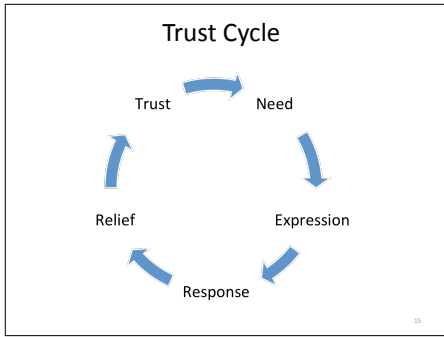 Trust Cycle
Trust
Need
Relief
Expression
Response
15